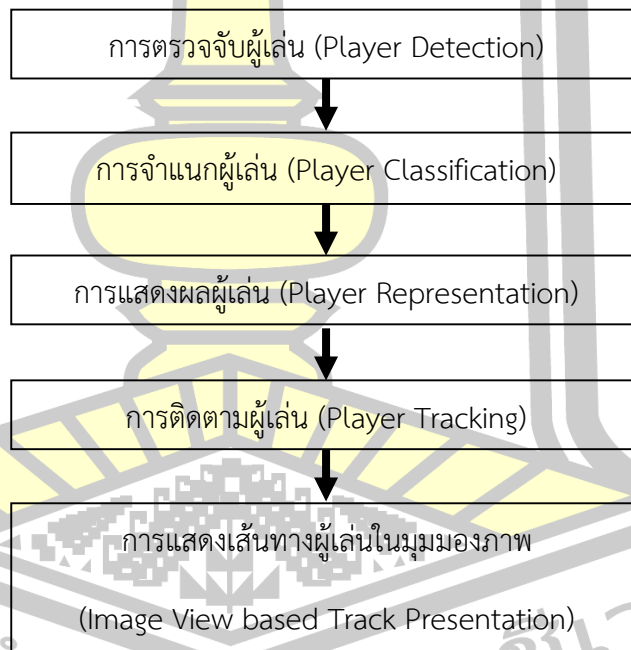 การตรวจจับผู้เล่น (Player Detection)
การจำแนกผู้เล่น (Player Classification)
การแสดงผลผู้เล่น (Player Representation)
การติดตามผู้เล่น (Player Tracking)
การแสดงเส้นทางผู้เล่นในมุมมองภาพ
(Image View based Track Presentation)